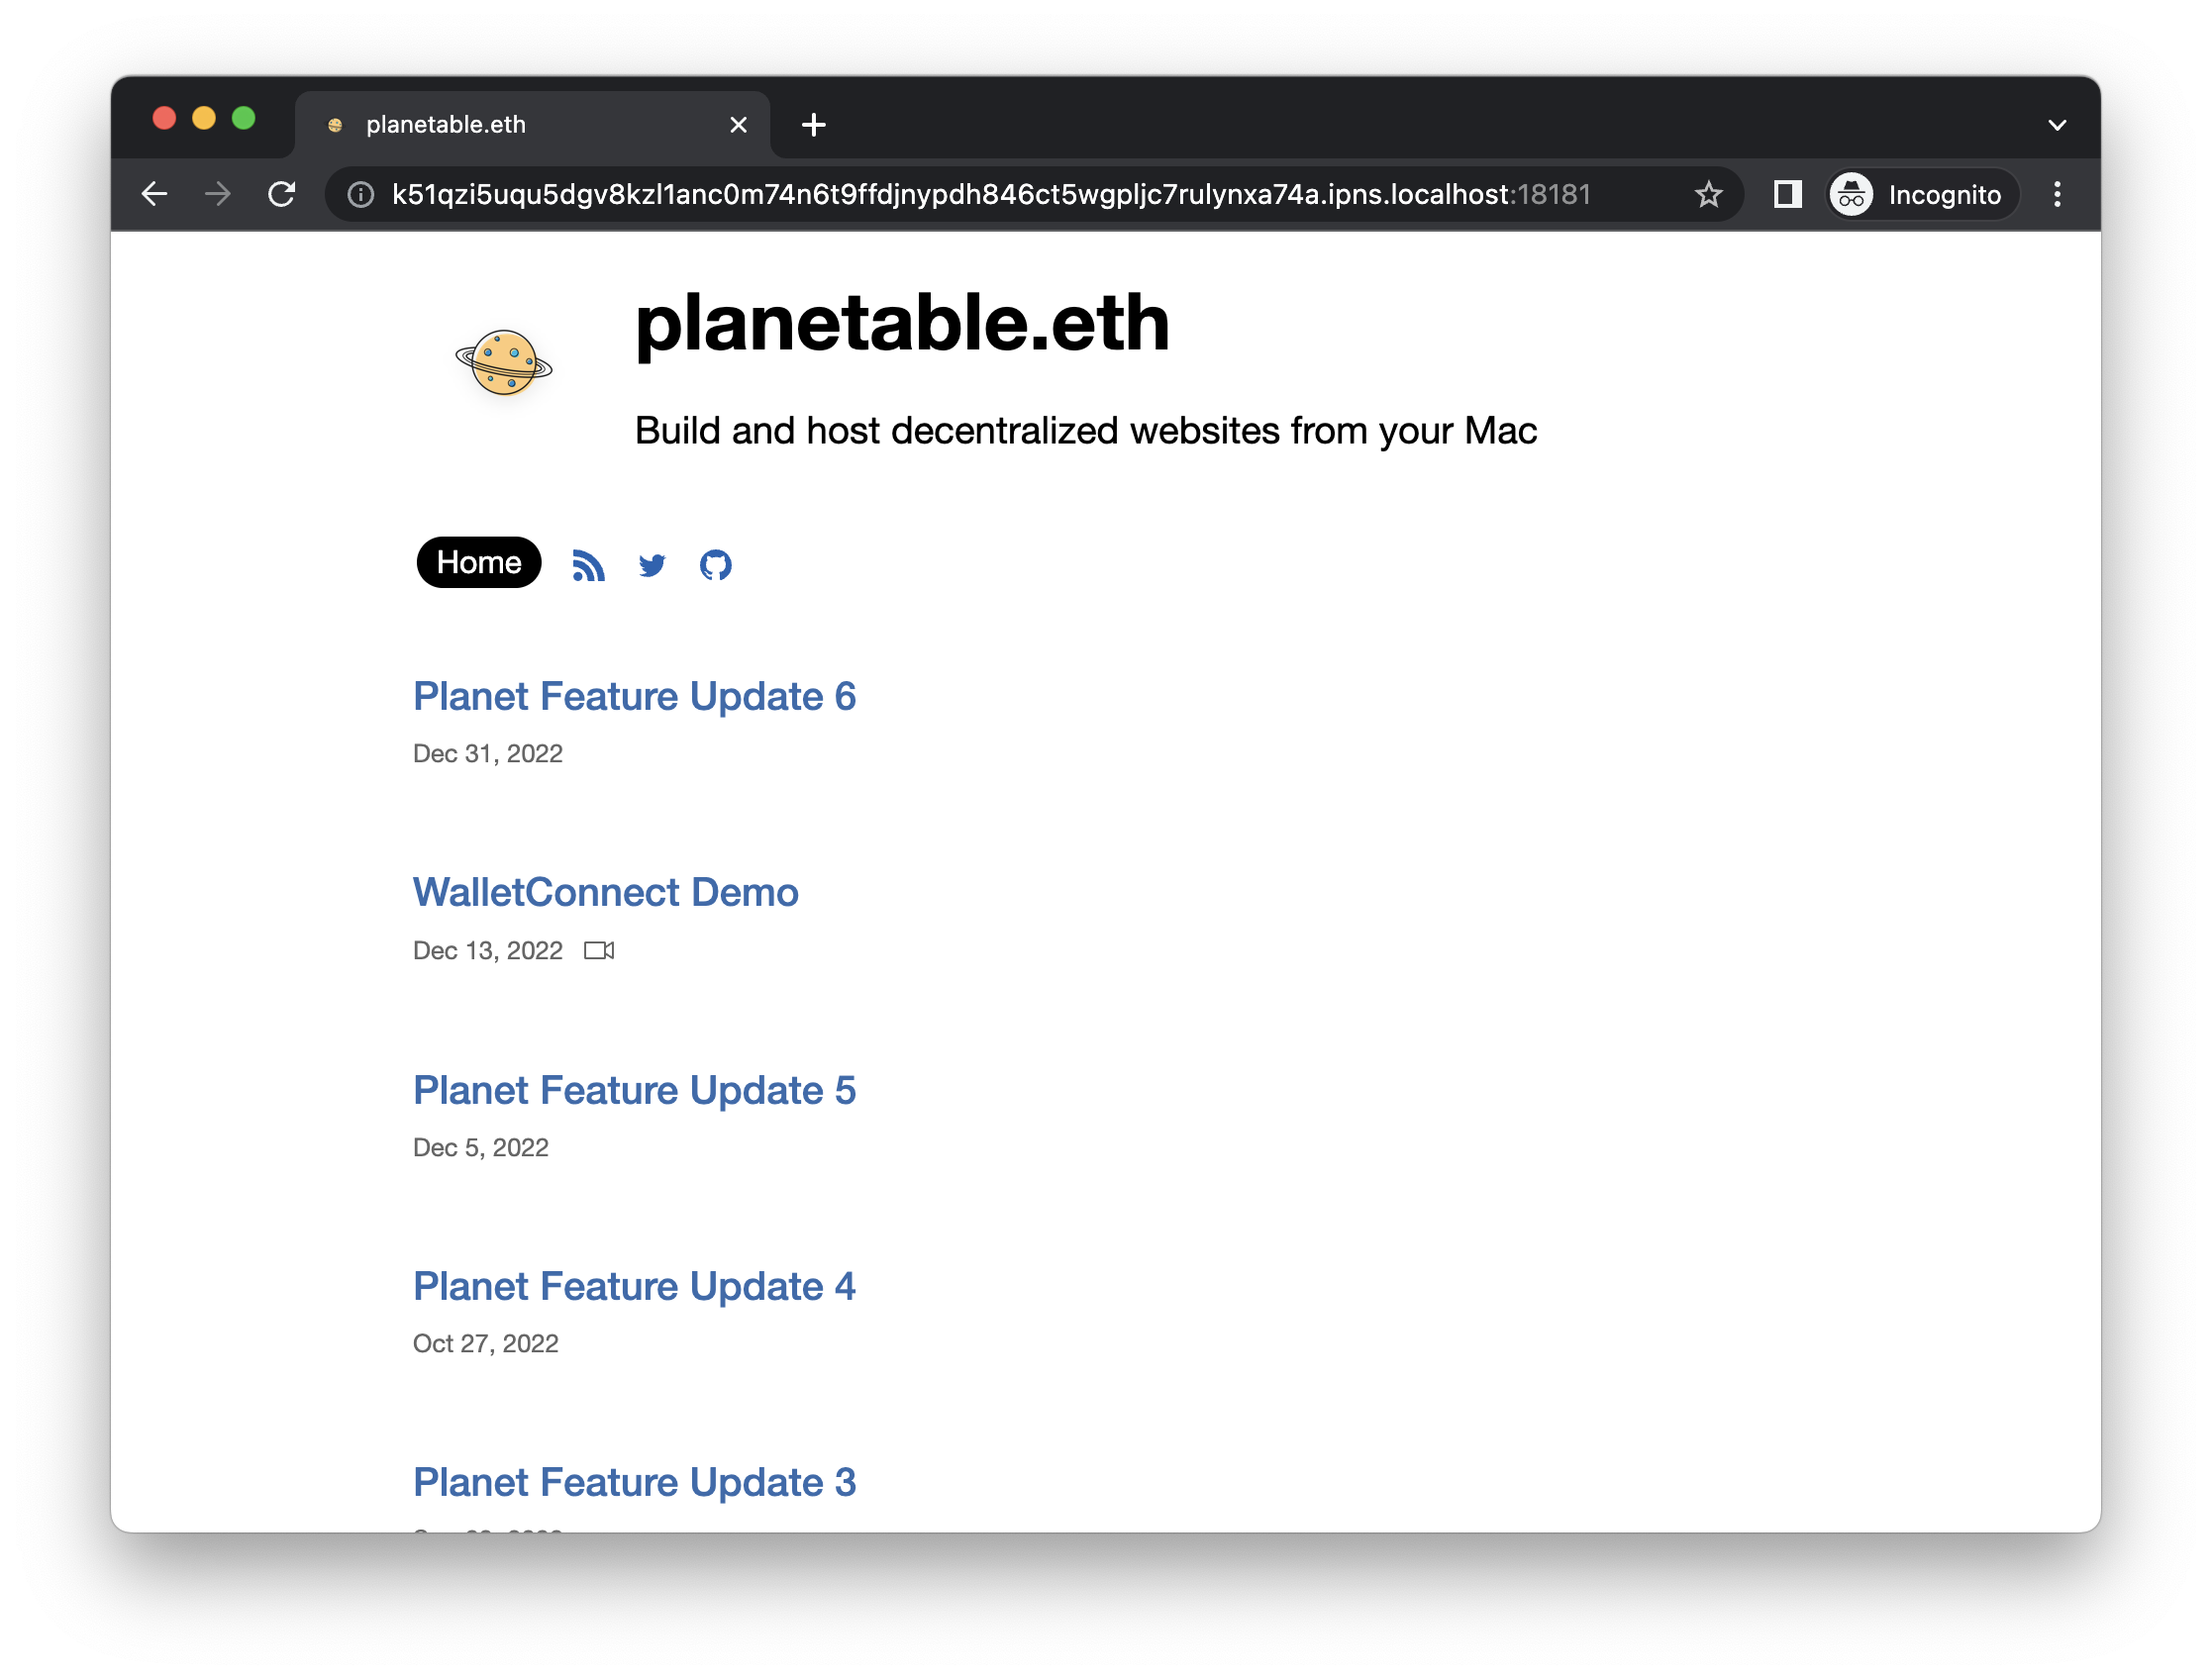 planetable.eth
k51qzi5uqu5dgv8kzl1anc0m74n6t9ffdjnypdh846ct5wgpljc7rulynxa74a.ipns.localhost:18181
Incognito
planetable.eth
Build and host decentralized websites from your Mac
Home
Planet Feature Update 6
Dec 31, 2022
WalletConnect Demo
Dec 13, 2022
Planet Feature Update 5
Dec 5, 2022
Planet Feature Update 4
Oct 27, 2022
Planet Feature Update 3